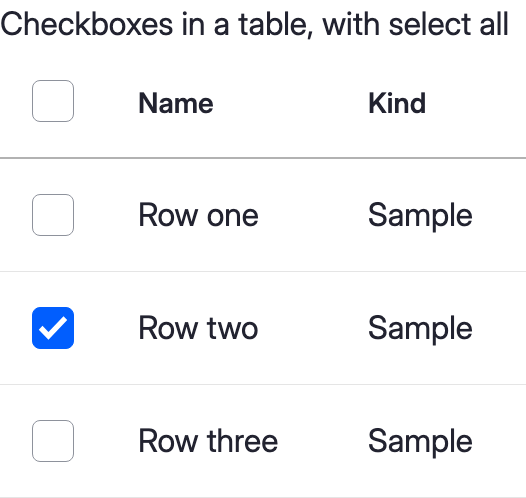 Checkboxes in a table, with select all
Name Kind
Row one Sample
Row two Sample
Row three Sample